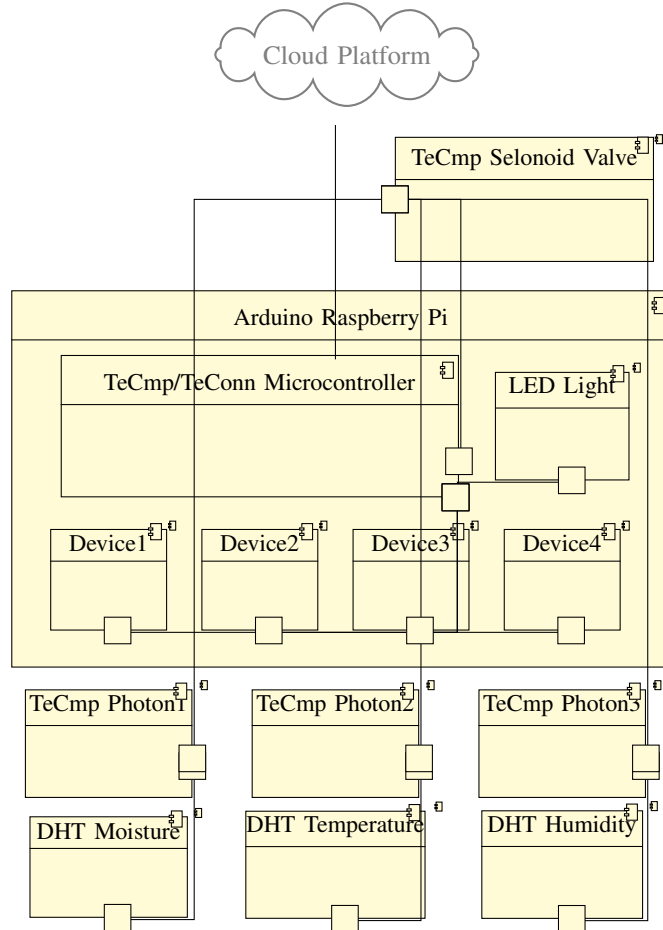 Cloud Platform
TeCmp Selonoid Valve
Arduino Raspberry Pi
TeCmp/TeConn Microcontroller
LED Light
Device1
Device2
Device3
Device4
TeCmp Photon1
TeCmp Photon2
TeCmp Photon3
DHT Moisture
DHT Temperature
DHT Humidity